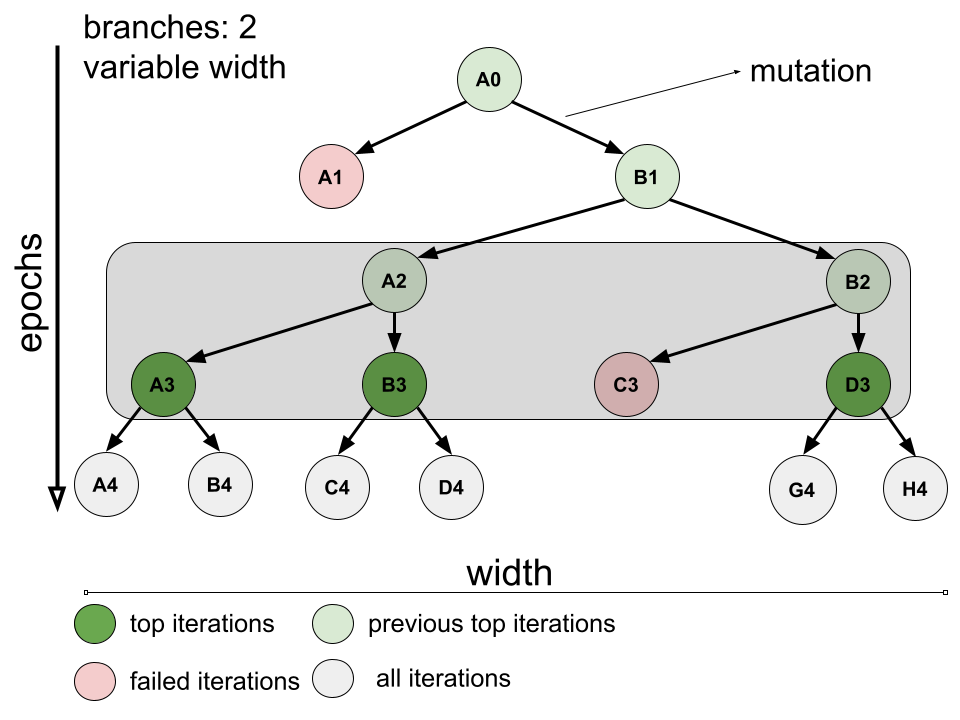 branches: 2
variable width
A0
mutation
A1
B1
epochs
A2
B2
A3
B3
C3
D3
A4
B4
C4
D4
G4
H4
width
top iterations
previous top iterations
failed iterations
all iterations